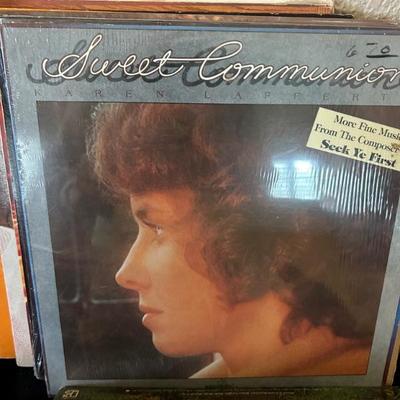 Sweet Communion
6 70
KAREN LAFFERTY
More Fine Music
From The Composer
Seek Ye First